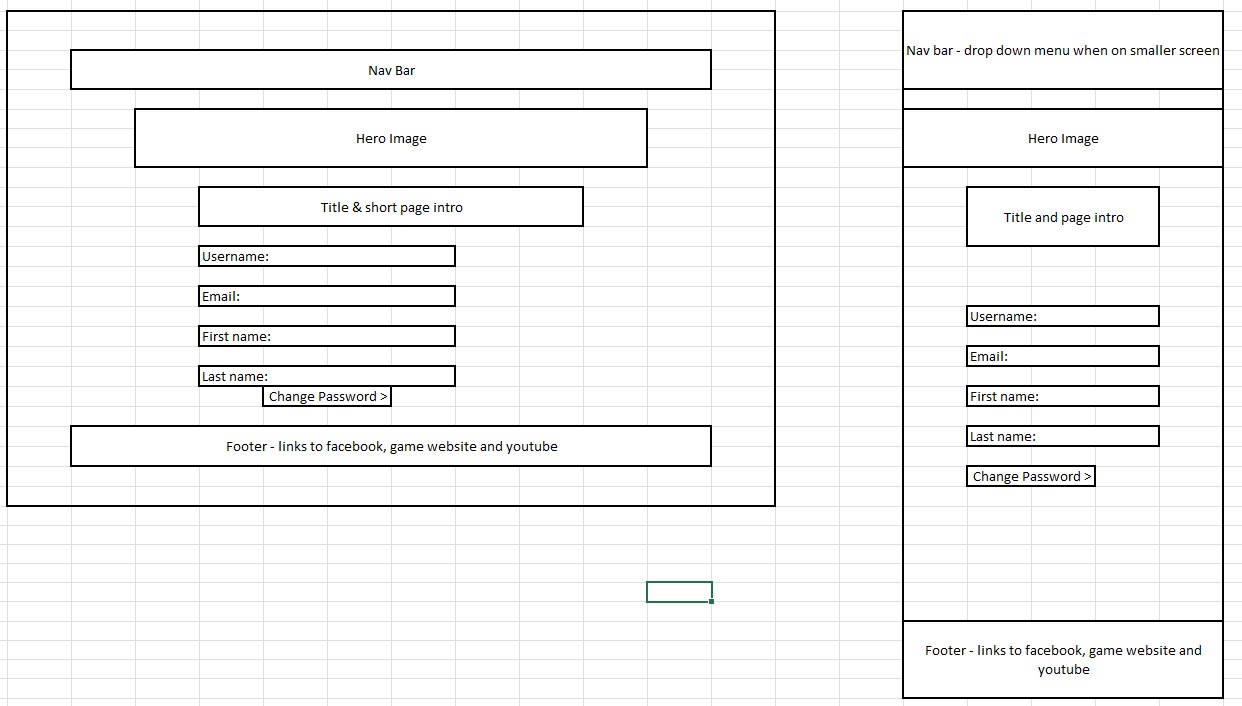 Nav Bar
Hero Image
Title & short page intro
Username:
Email:
First name:
Last name:
Change Password >
Footer - links to facebook, game website and youtube
Nav bar - drop down menu when on smaller screen
Hero Image
Title and page intro
Username:
Email:
First name:
Last name:
Change Password >
Footer - links to facebook, game website and
youtube